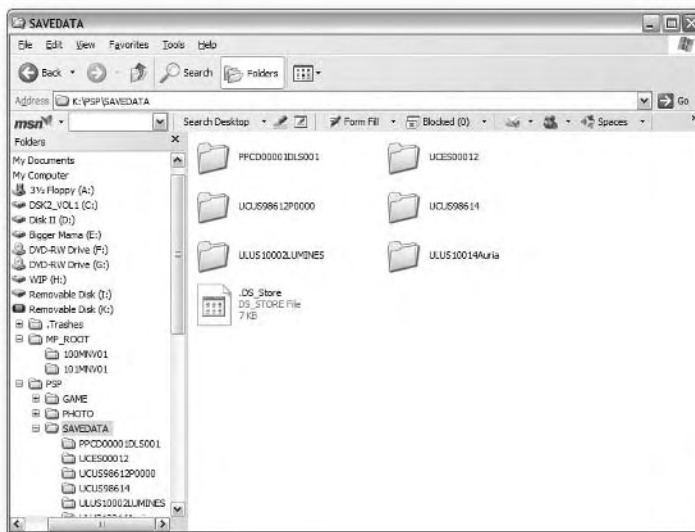 SAVEDATA
File Edit View Favorites Tools Help
Back Search Folders
Address K:\PSP\SAVEDATA Go
msn Search Desktop Form Fill Blocked (0) Spaces
Folders
My Documents
My Computer
3½ Floppy (A:)
DSK2_VOL1 (C:)
Disk II (D:)
Bigger Mama (E:)
DVD-RW Drive (F:)
DVD-RW Drive (G:)
WIP (H:)
Removable Disk (I:)
Removable Disk (K:)
.Trashes
MP_ROOT
100MNV01
101MNV01
PSP
GAME
PHOTO
SAVEDATA
PPCD00001DLS001
UCES00012
UCUS98612P0000
UCUS98614
ULUS10002LUMINES
PPCD00001DLS001
UCES00012
UCUS98612P0000
UCUS98614
ULUS10002LUMINES
ULUS10014Auria
.DS_Store
DS_STORE File
7 KB